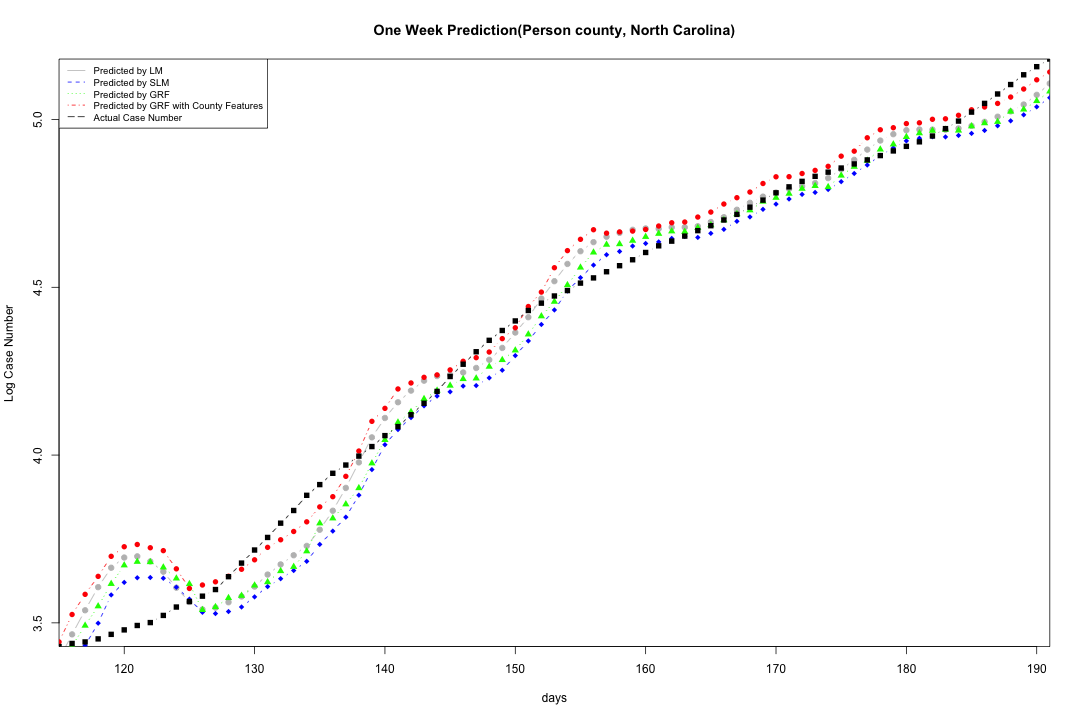 One Week Prediction(Person county, North Carolina)
Predicted by LM
Predicted by SLM
Predicted by GRF
Predicted by GRF with County Features
Actual Case Number
Log Case Number
5.0
4.5
4.0
3.5
120 130 140 150 160 170 180 190
days